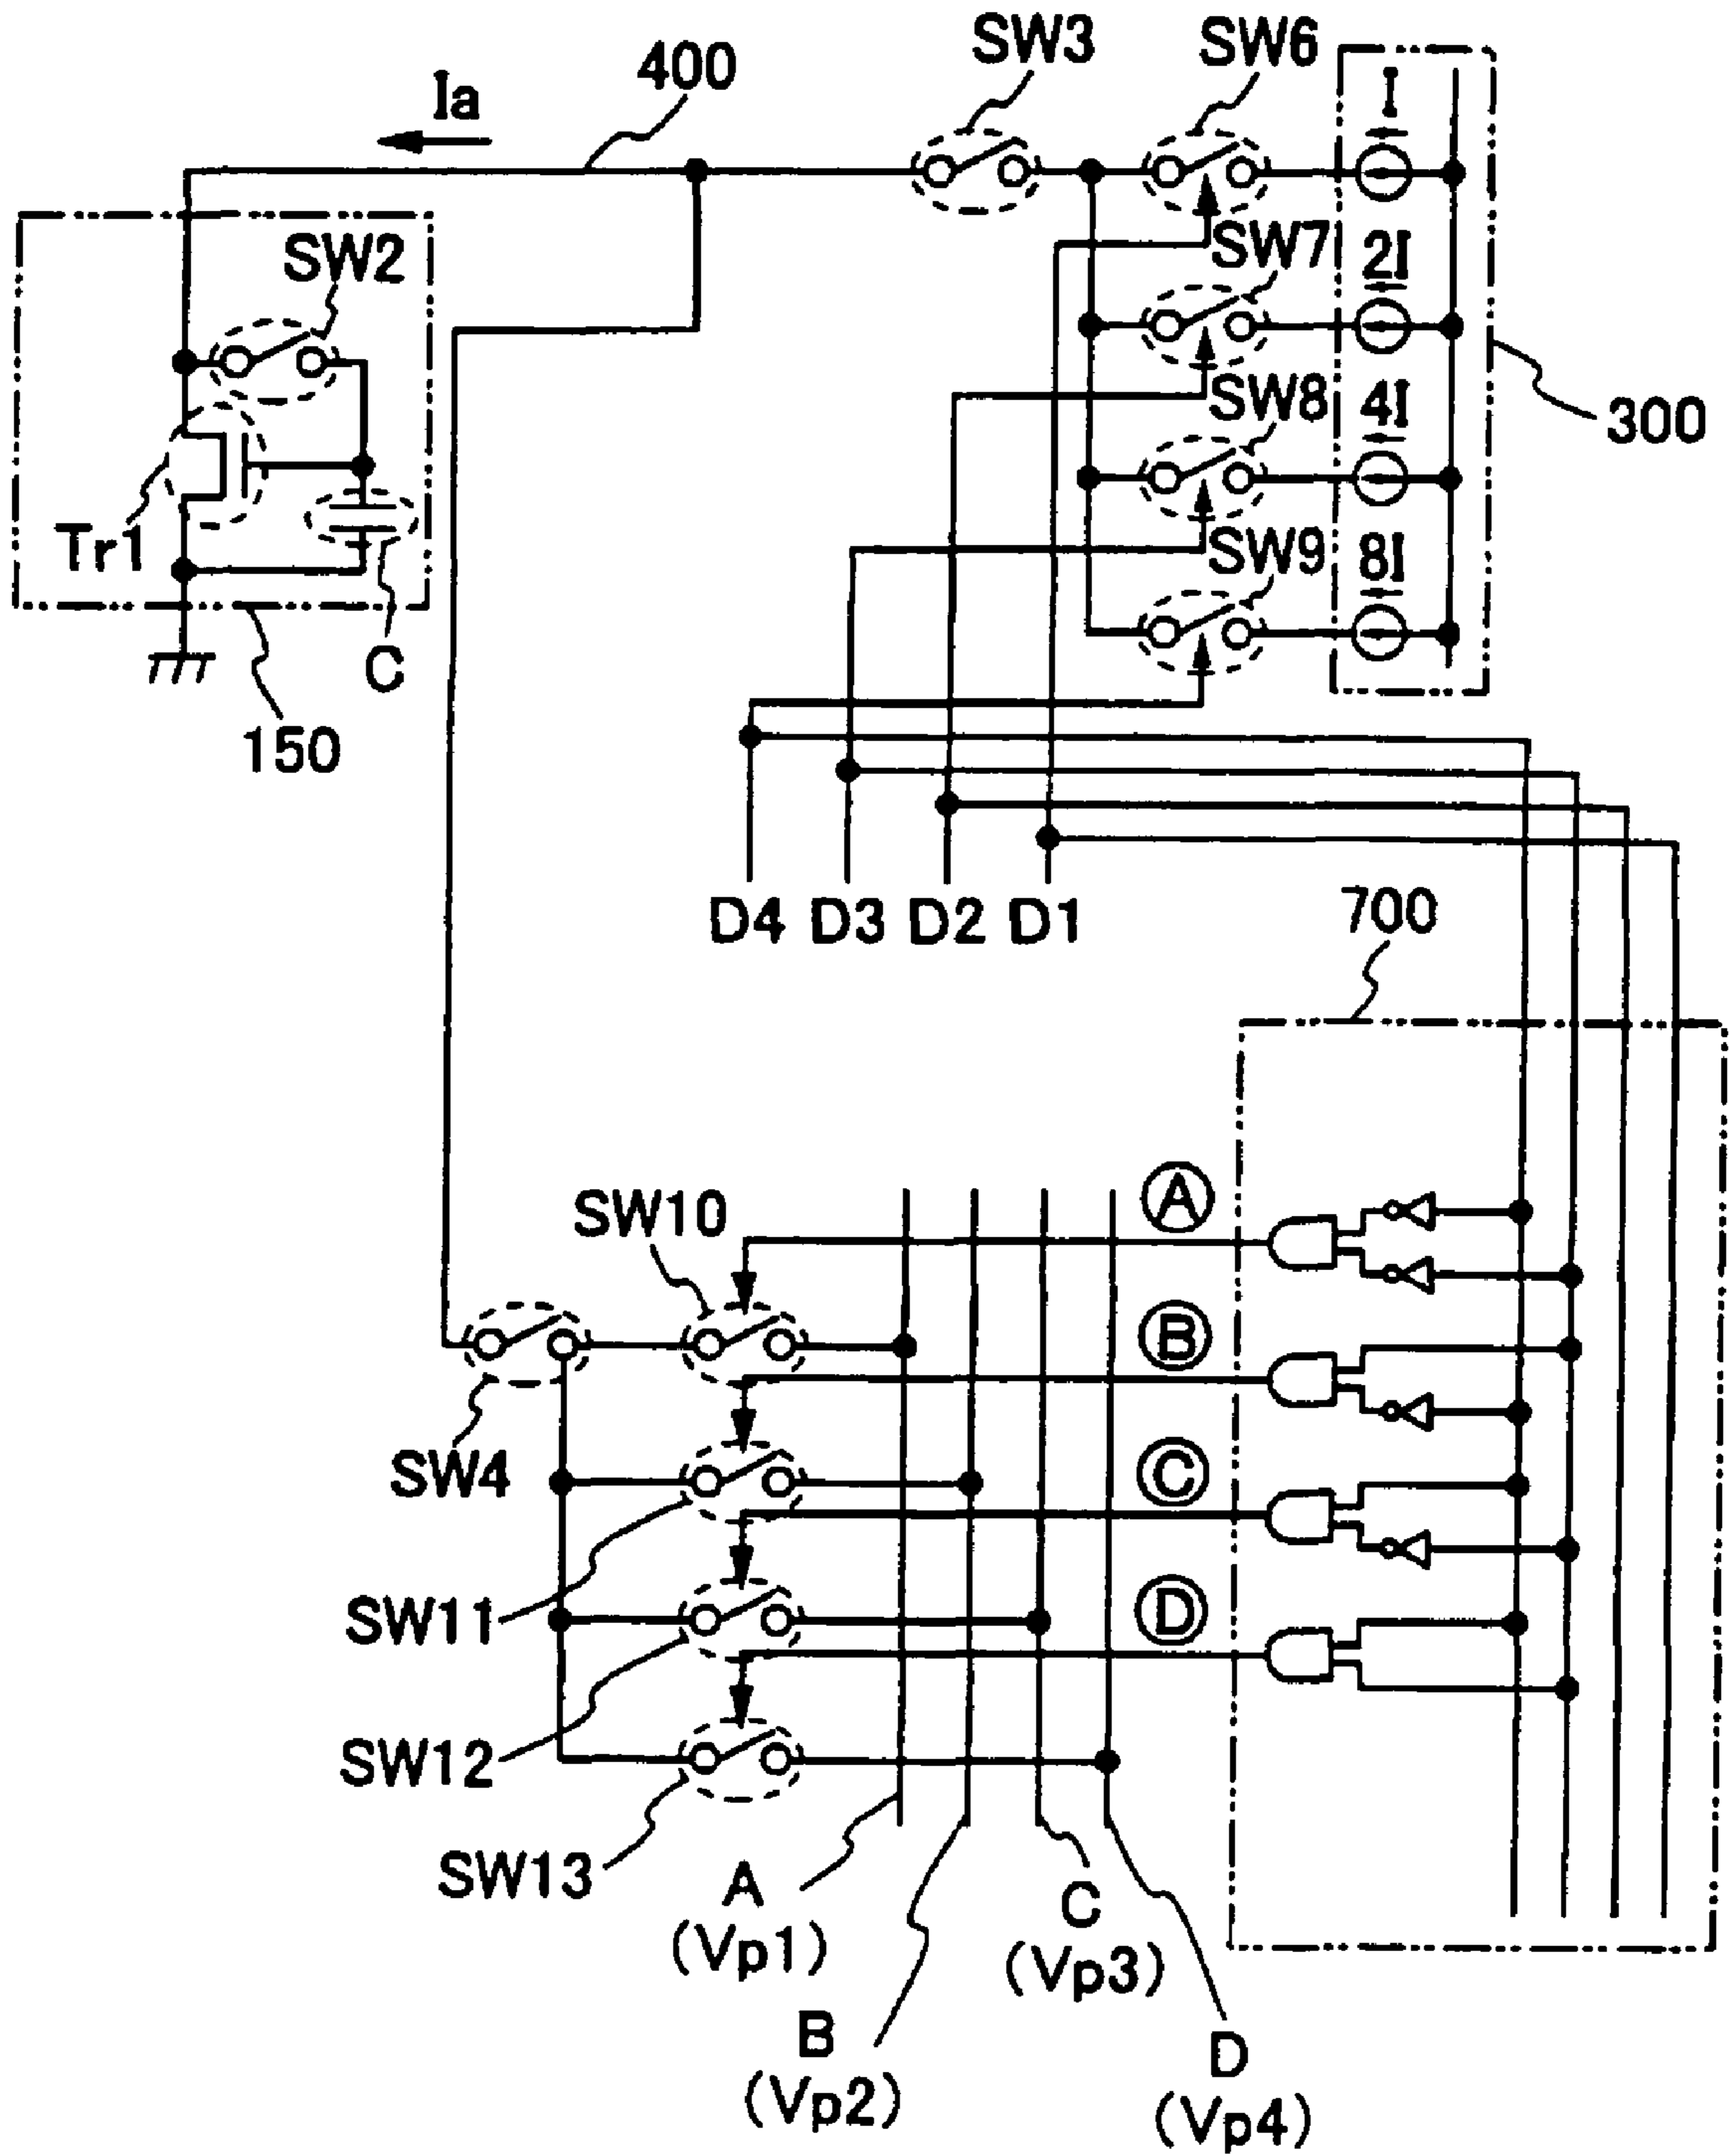 SW3
SW6
400
Ia
I
SW2
SW7
2I
SW8
4I
300
Tr1
SW9
8I
C
150
D4 D3 D2 D1
700
SW10
A
B
SW4
C
SW11
D
SW12
SW13
A
(Vp1)
C
(Vp3)
B
(Vp2)
D
(Vp4)